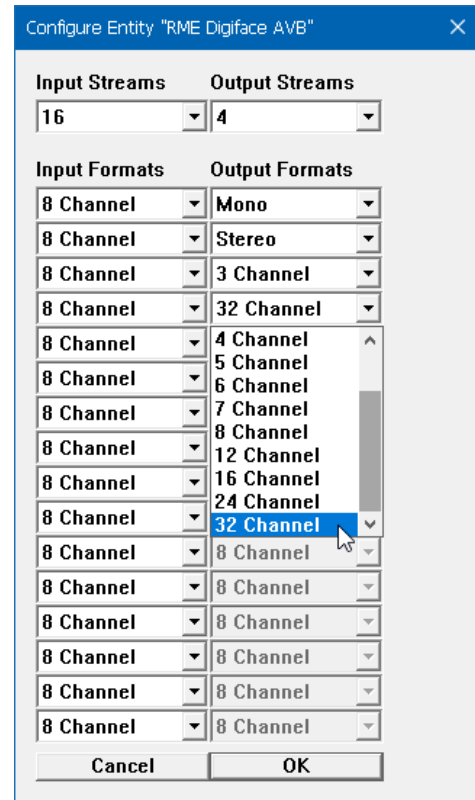 Configure Entity "RME Digiface AVB"
Input Streams Output Streams
16 4
Input Formats Output Formats
8 Channel Mono
8 Channel Stereo
8 Channel 3 Channel
8 Channel 32 Channel
8 Channel 4 Channel
5 Channel
8 Channel 6 Channel
8 Channel 7 Channel
8 Channel
8 Channel 12 Channel
8 Channel 16 Channel
24 Channel
8 Channel 32 Channel
8 Channel 8 Channel
8 Channel 8 Channel
8 Channel 8 Channel
8 Channel 8 Channel
8 Channel 8 Channel
8 Channel 8 Channel
Cancel OK